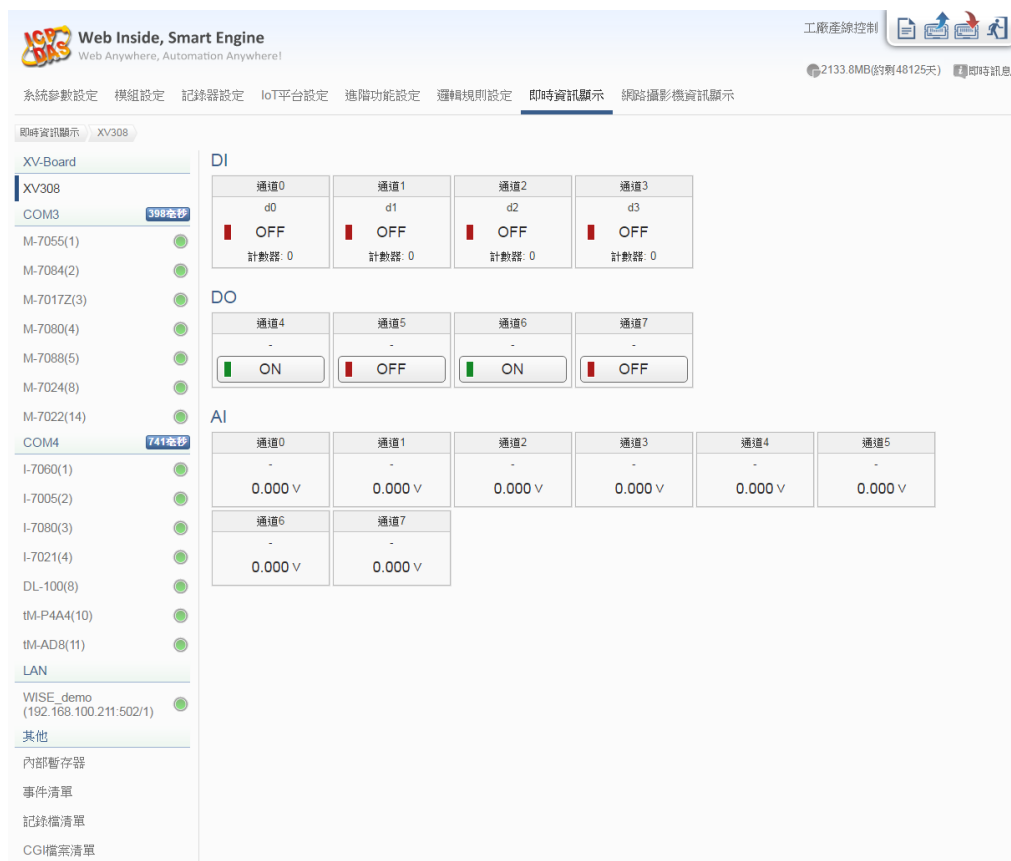 ICP DAS
Web Inside, Smart Engine
Web Anywhere, Automation Anywhere!
工廠產線控制
2133.8MB(約剩48125天) 即時訊息
系統參數設定 模組設定 記錄器設定 IoT平台設定 進階功能設定 邏輯規則設定 即時資訊顯示 網路攝影機資訊顯示
即時資訊顯示 XV308
XV-Board
XV308
COM3 398毫秒
M-7055(1)
M-7084(2)
M-7017Z(3)
M-7080(4)
M-7088(5)
M-7024(8)
M-7022(14)
COM4 741毫秒
I-7060(1)
I-7005(2)
I-7080(3)
I-7021(4)
DL-100(8)
tM-P4A4(10)
tM-AD8(11)
LAN
WISE_demo
(192.168.100.211:502/1)
其他
內部暫存器
事件清單
記錄檔清單
CGI檔案清單
DI
通道0 通道1 通道2 通道3
d0 d1 d2 d3
OFF OFF OFF OFF
計數器: 0 計數器: 0 計數器: 0 計數器: 0
DO
通道4 通道5 通道6 通道7
- - - -
ON OFF ON OFF
AI
通道0 通道1 通道2 通道3 通道4 通道5
- - - - - -
0.000 V 0.000 V 0.000 V 0.000 V 0.000 V 0.000 V
通道6 通道7
- -
0.000 V 0.000 V